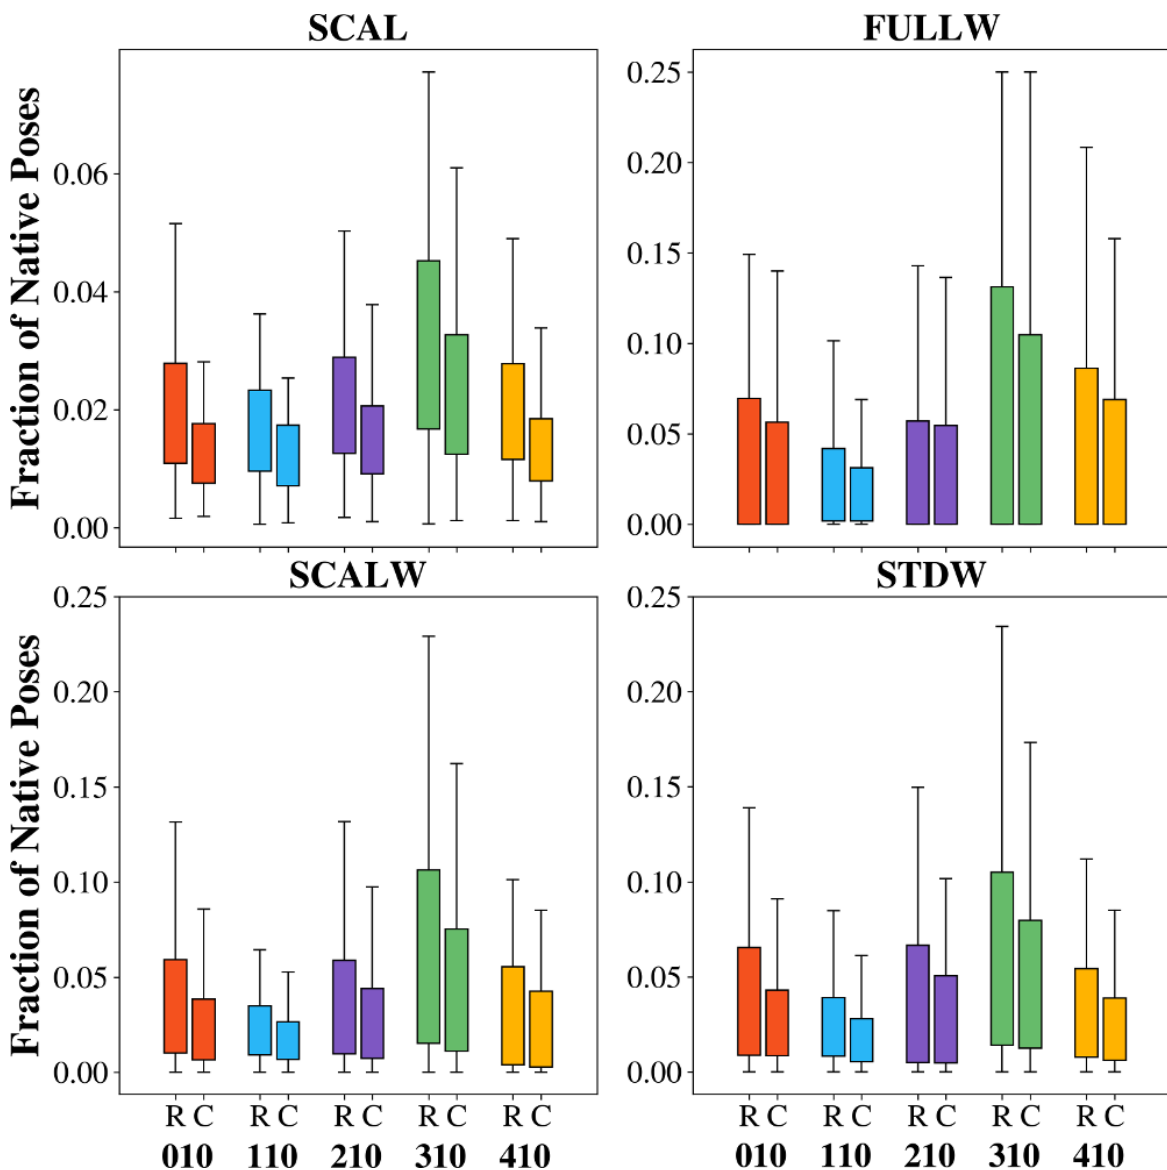 SCAL
FULLW
Fraction of Native Poses
0.06
0.04
0.02
0.00
0.25
0.20
0.15
0.10
0.05
0.00
SCALW
STDW
Fraction of Native Poses
0.25
0.20
0.15
0.10
0.05
0.00
0.25
0.20
0.15
0.10
0.05
0.00
R C R C R C R C R C
010 110 210 310 410
R C R C R C R C R C
010 110 210 310 410